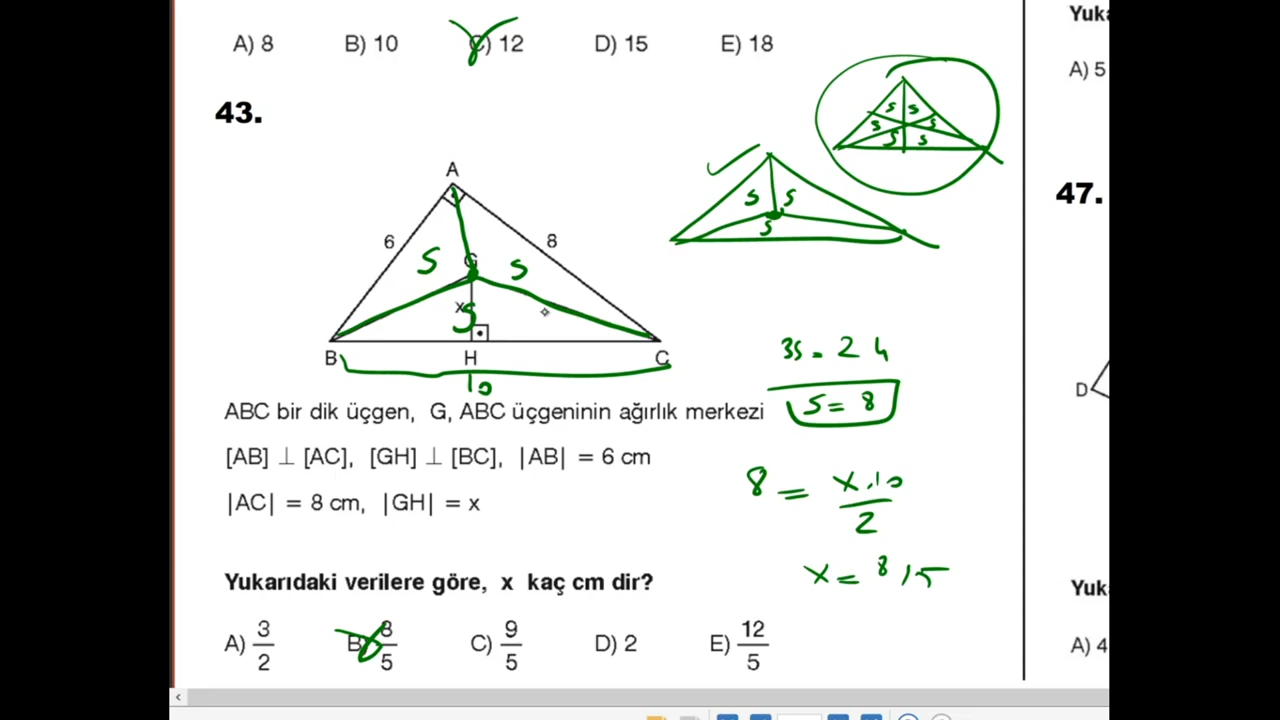 Yuka
A) 8 B) 10 C) 12 D) 15 E) 18
A) 5
43.
s s
s s
s s
A
47.
s s
s
6 8
G
S S
x
S
B H C
10
3S = 24
D
S = 8
ABC bir dik üçgen, G, ABC üçgeninin ağırlık merkezi
[AB] ⊥ [AC], [GH] ⊥ [BC], |AB| = 6 cm
8 = x.10 / 2
|AC| = 8 cm, |GH| = x
x = 8/5
Yukarıdaki verilere göre, x kaç cm dir?
Yuk
A) 3/2 B) 8/5 C) 9/5 D) 2 E) 12/5
A) 4